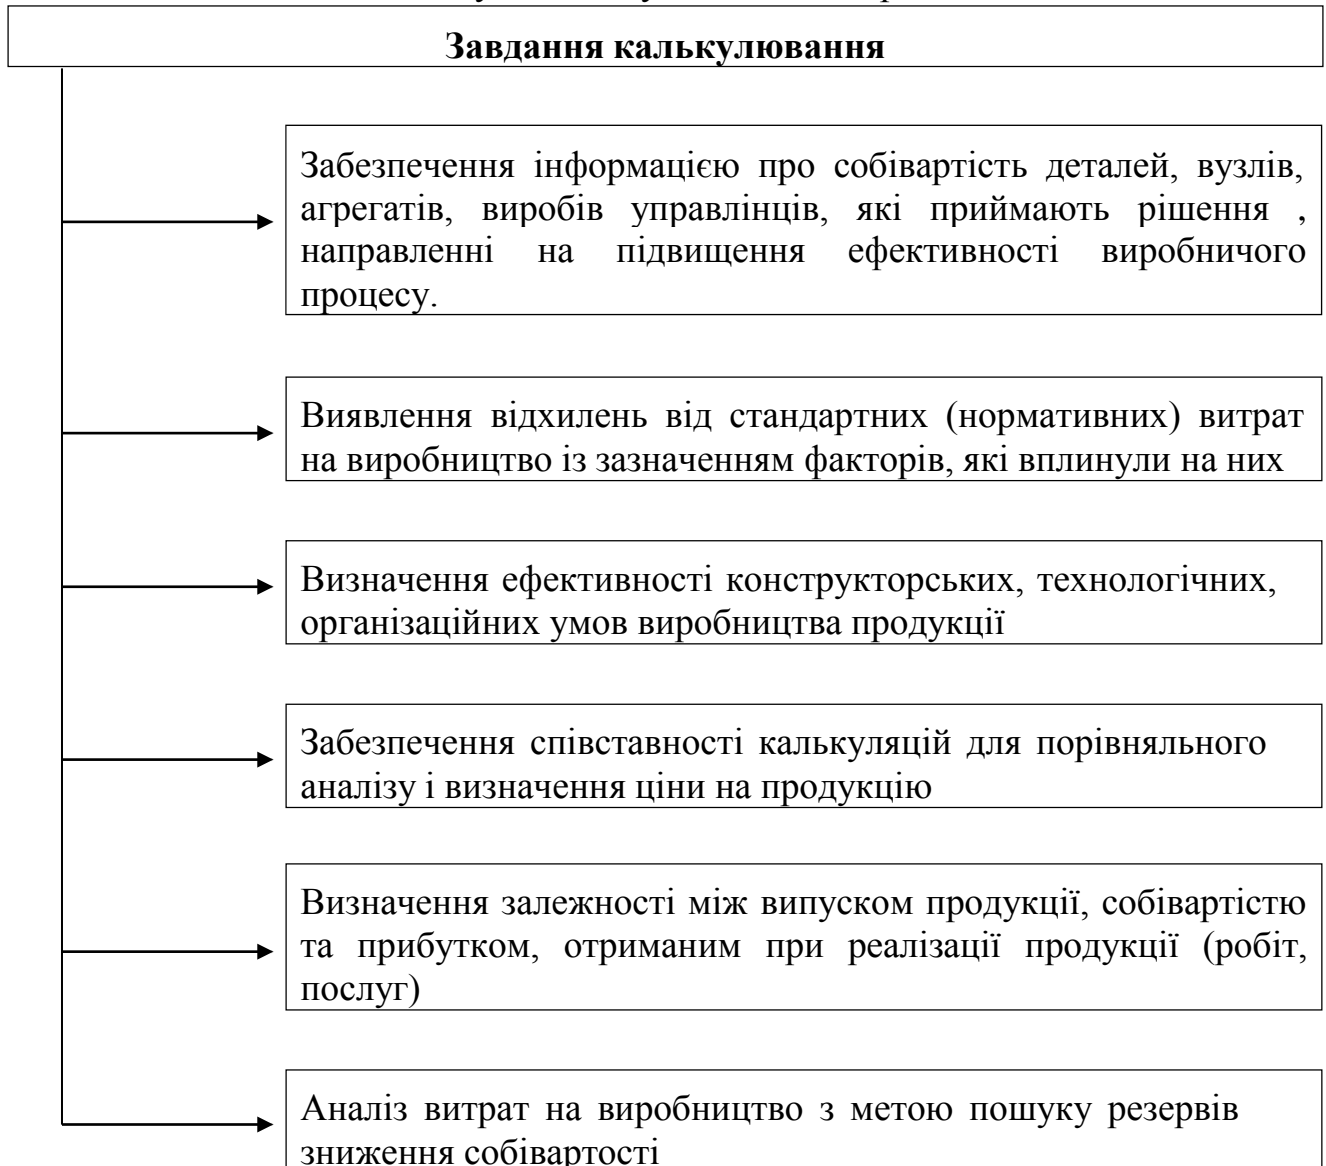 Завдання калькулювання
Забезпечення інформацією про собівартість деталей, вузлів,
агрегатів, виробів управлінців, які приймають рішення ,
направленні на підвищення ефективності виробничого
процесу.
Виявлення відхилень від стандартних (нормативних) витрат
на виробництво із зазначенням факторів, які вплинули на них
Визначення ефективності конструкторських, технологічних,
організаційних умов виробництва продукції
Забезпечення співставності калькуляцій для порівняльного
аналізу і визначення ціни на продукцію
Визначення залежності між випуском продукції, собівартістю
та прибутком, отриманим при реалізації продукції (робіт,
послуг)
Аналіз витрат на виробництво з метою пошуку резервів
зниження собівартості